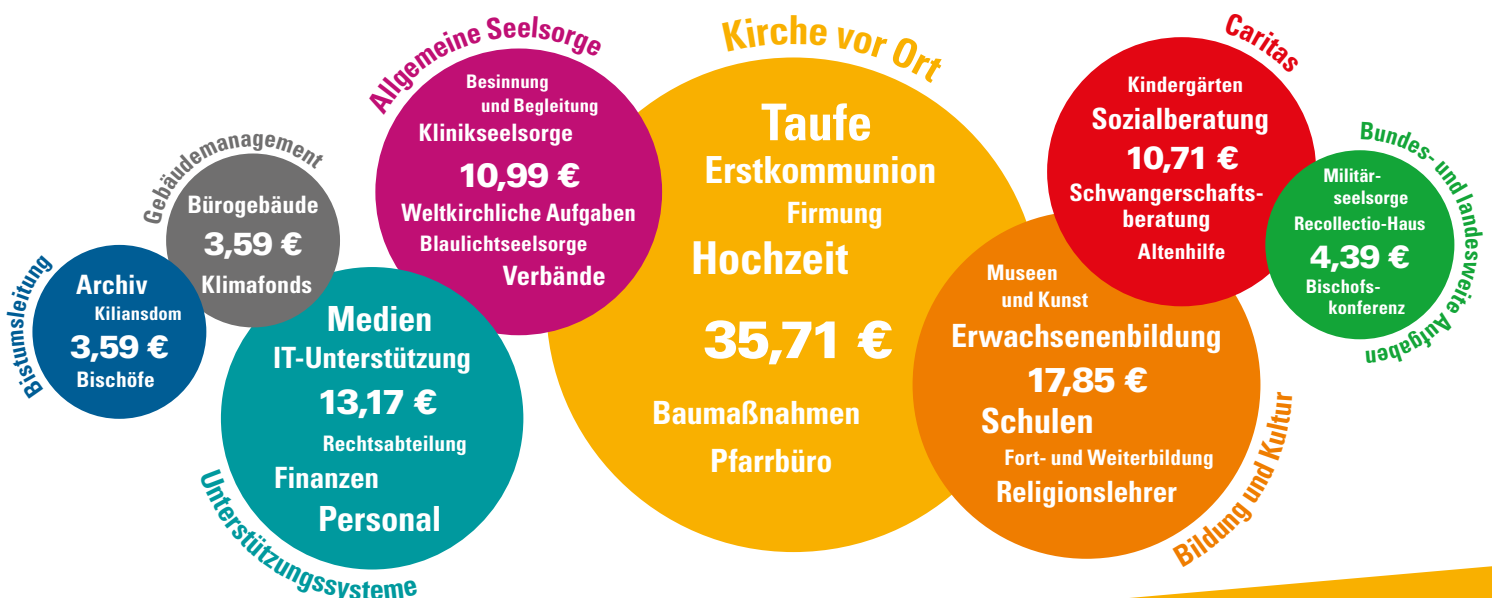 Bistumsleitung
Archiv
Kiliansdom
3,59 €
Bischöfe
Gebäudemanagement
Bürogebäude
3,59 €
Klimafonds
Unterstützungssysteme
Medien
IT-Unterstützung
13,17 €
Rechtsabteilung
Finanzen
Personal
Allgemeine Seelsorge
Besinnung
und Begleitung
Klinikseelsorge
10,99 €
Weltkirchliche Aufgaben
Blaulichtseelsorge
Verbände
Kirche vor Ort
Taufe
Erstkommunion
Firmung
Hochzeit
35,71 €
Baumaßnahmen
Pfarrbüro
Bildung und Kultur
Museen
und Kunst
Erwachsenenbildung
17,85 €
Schulen
Fort- und Weiterbildung
Religionslehrer
Caritas
Kindergärten
Sozialberatung
10,71 €
Schwangerschafts-
beratung
Altenhilfe
Bundes- und landesweite Aufgaben
Militär-
seelsorge
Recollectio-Haus
4,39 €
Bischofs-
konferenz